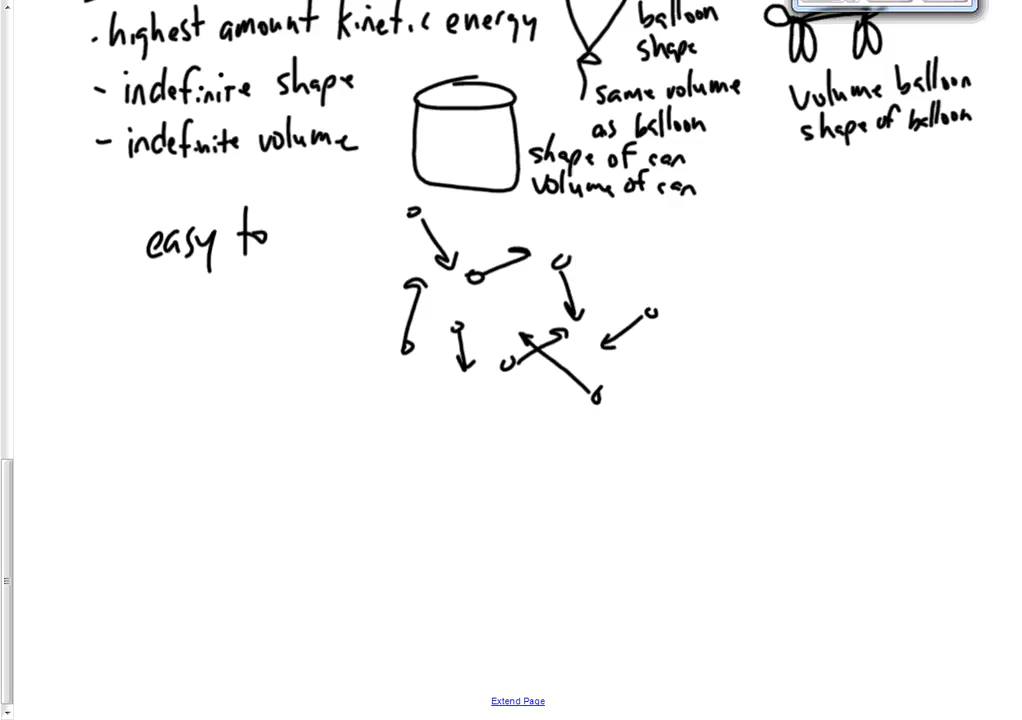 . highest amount kinetic energy
- indefinire shape
- indefinite volume
balloon
shape
same volume
as balloon
shape of can
volume of can
volume balloon
shape of balloon
easy to
Extend Page